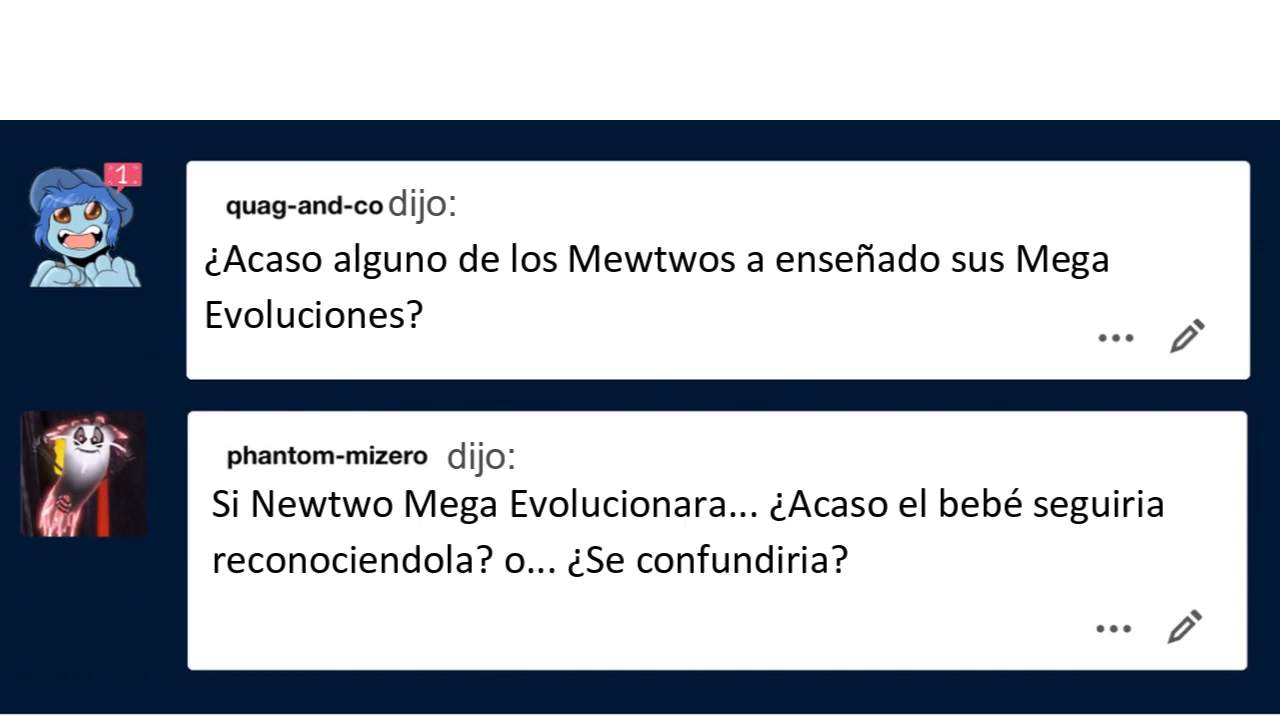 1
quag-and-co dijo:
¿Acaso alguno de los Mewtwos a enseñado sus Mega
Evoluciones?
phantom-mizero dijo:
Si Newtwo Mega Evolucionara... ¿Acaso el bebé seguiria
reconociendola? o... ¿Se confundiria?